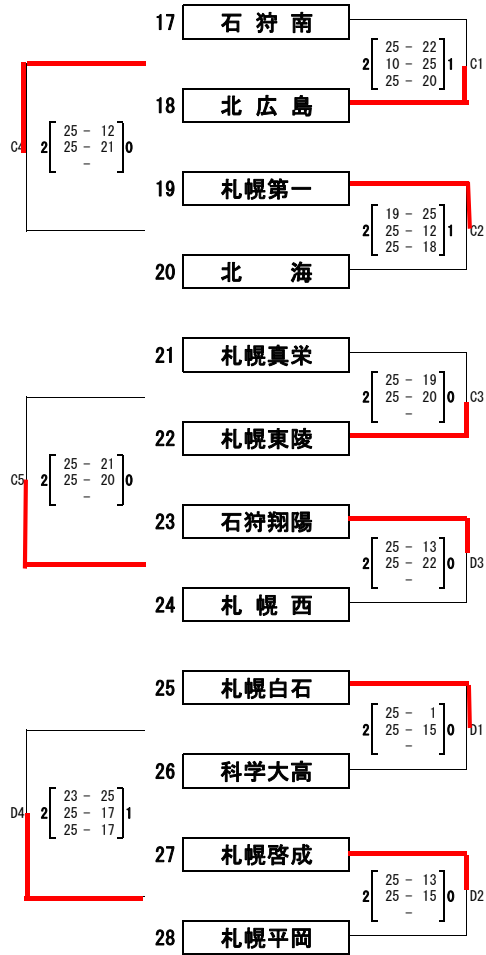 17 石狩南
25 - 22
2 10 - 25 1 C1
25 - 20
18 北広島
25 - 12
C4 2 25 - 21 0
-
19 札幌第一
19 - 25
2 25 - 12 1 C2
25 - 18
20 北 海
21 札幌真栄
25 - 19
2 25 - 20 0 C3
-
22 札幌東陵
25 - 21
C5 2 25 - 20 0
-
23 石狩翔陽
25 - 13
2 25 - 22 0 D3
-
24 札幌西
25 札幌白石
25 - 1
2 25 - 15 0 D1
-
26 科学大高
23 - 25
D4 2 25 - 17 1
25 - 17
27 札幌啓成
25 - 13
2 25 - 15 0 D2
-
28 札幌平岡